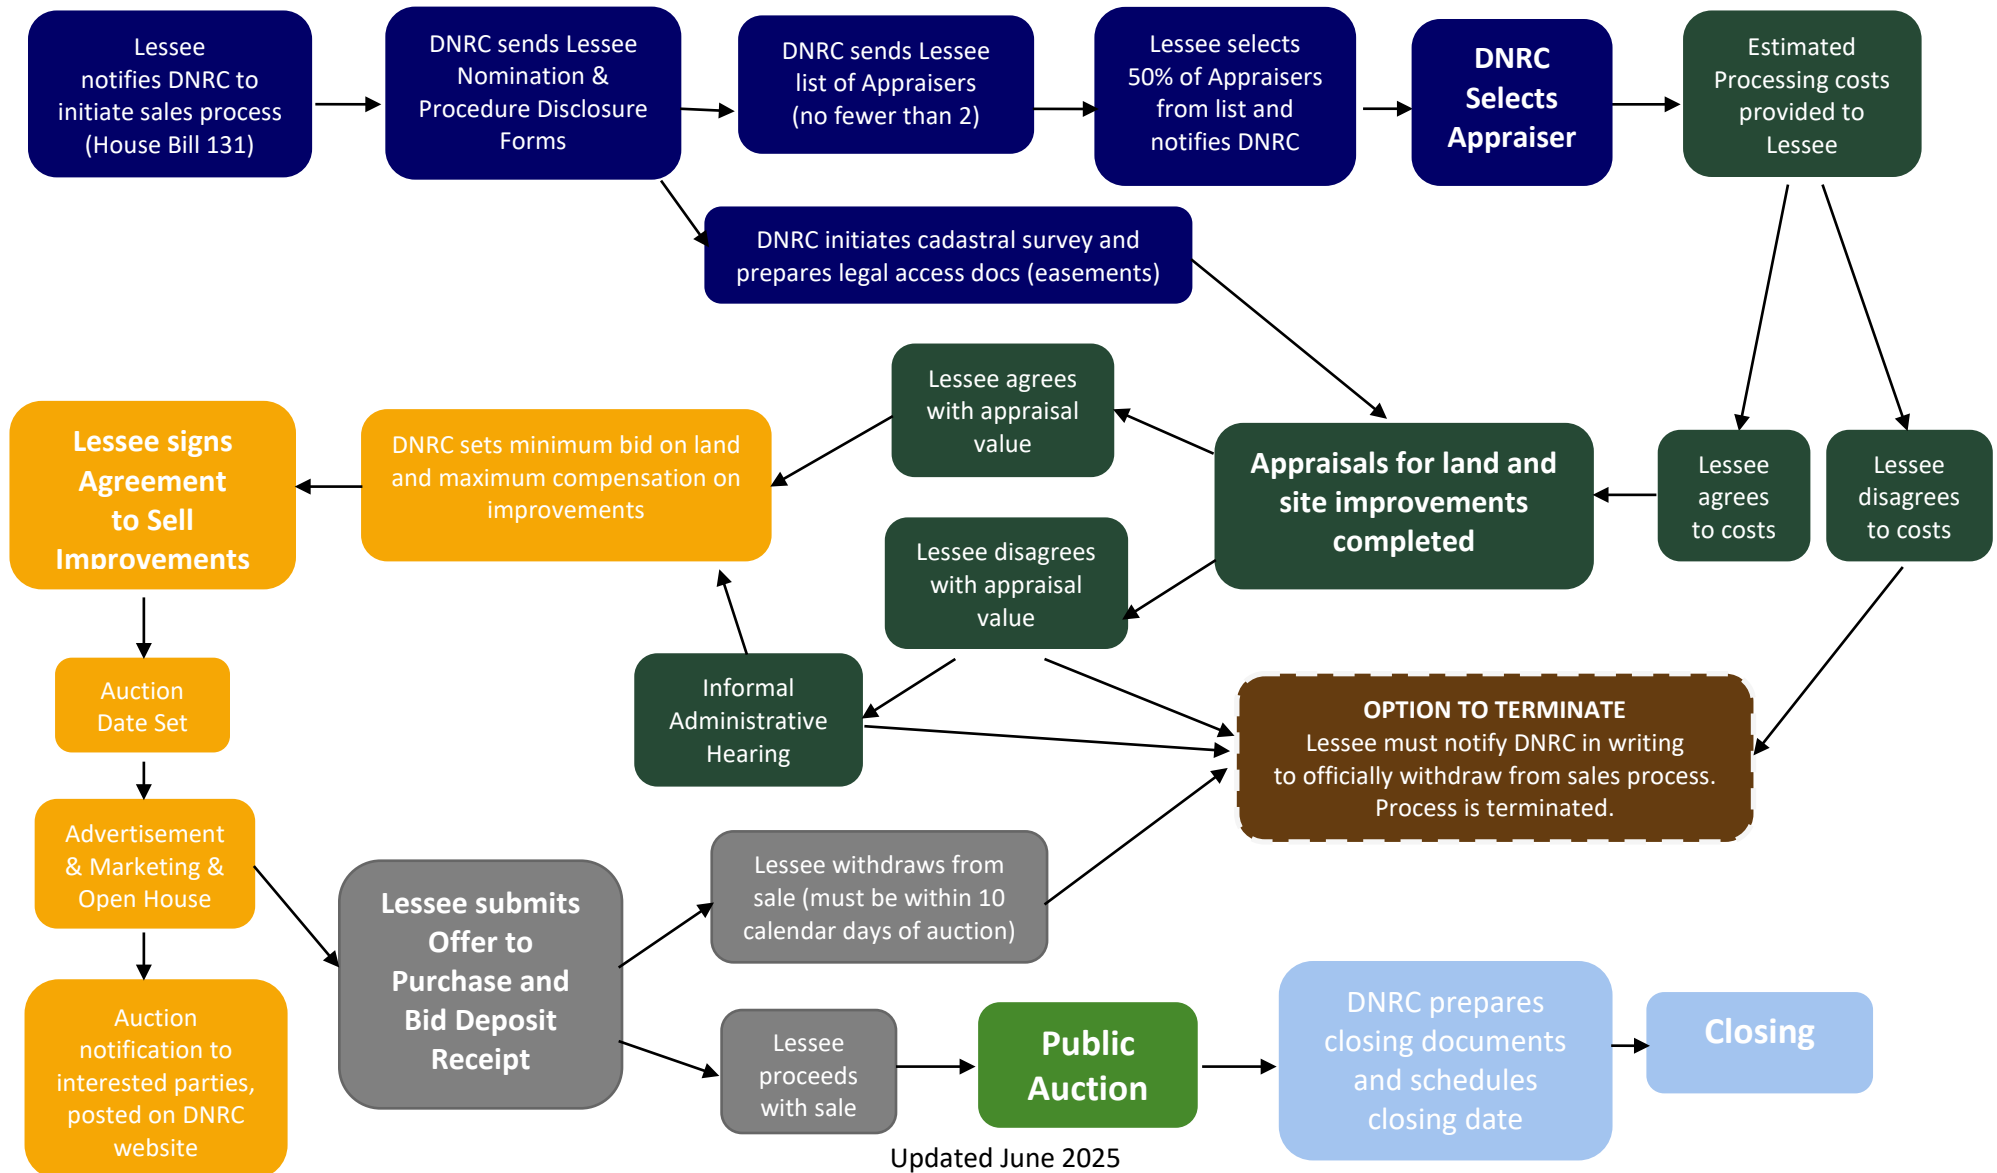 Lessee
notifies DNRC to
initiate sales process
(House Bill 131)
DNRC sends Lessee
Nomination &
Procedure Disclosure
Forms
DNRC sends Lessee
list of Appraisers
(no fewer than 2)
Lessee selects
50% of Appraisers
from list and
notifies DNRC
DNRC
Selects
Appraiser
Estimated
Processing costs
provided to
Lessee
DNRC initiates cadastral survey and
prepares legal access docs (easements)
Lessee agrees
with appraisal
value
Lessee signs
Agreement
to Sell
Improvements
DNRC sets minimum bid on land
and maximum compensation on
improvements
Appraisals for land and
site improvements
completed
Lessee
agrees
to costs
Lessee
disagrees
to costs
Lessee disagrees
with appraisal
value
Auction
Date Set
Informal
Administrative
Hearing
OPTION TO TERMINATE
Lessee must notify DNRC in writing
to officially withdraw from sales process.
Process is terminated.
Advertisement
& Marketing &
Open House
Lessee submits
Offer to
Purchase and
Bid Deposit
Receipt
Lessee withdraws from
sale (must be within 10
calendar days of auction)
Auction
notification to
interested parties,
posted on DNRC
website
Lessee
proceeds
with sale
Public
Auction
DNRC prepares
closing documents
and schedules
closing date
Closing
Updated June 2025